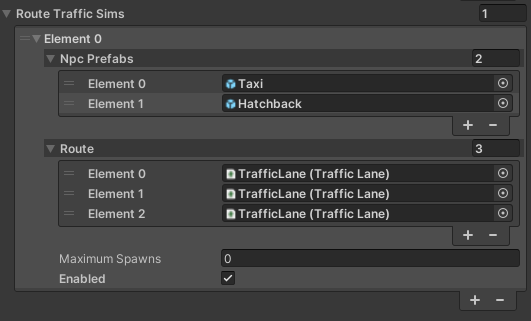 Route Traffic Sims 1
Element 0
Npc Prefabs 2
Element 0 Taxi
Element 1 Hatchback
Route 3
Element 0 TrafficLane (Traffic Lane)
Element 1 TrafficLane (Traffic Lane)
Element 2 TrafficLane (Traffic Lane)
Maximum Spawns 0
Enabled